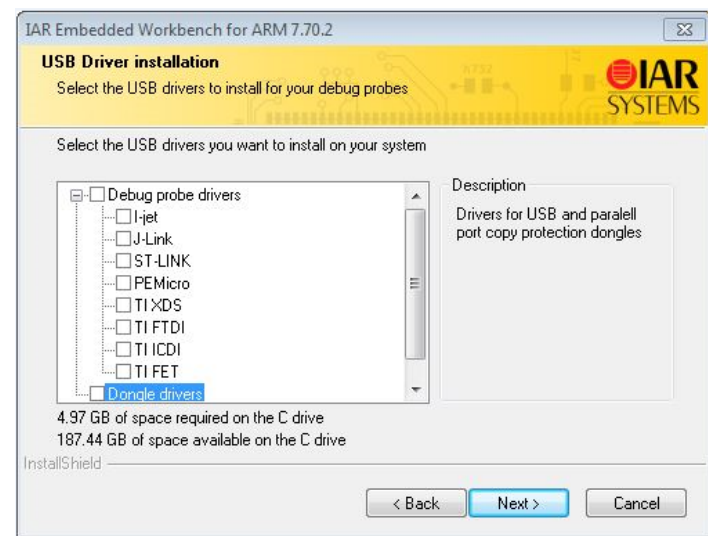 IAR Embedded Workbench for ARM 7.70.2
USB Driver installation
Select the USB drivers to install for your debug probes
IAR
SYSTEMS
Select the USB drivers you want to install on your system
Debug probe drivers
I-jet
J-Link
ST-LINK
PEMicro
TI XDS
TI FTDI
TI ICDI
TI FET
Dongle drivers
Description
Drivers for USB and paralell
port copy protection dongles
4.97 GB of space required on the C drive
187.44 GB of space available on the C drive
InstallShield
< Back
Next >
Cancel